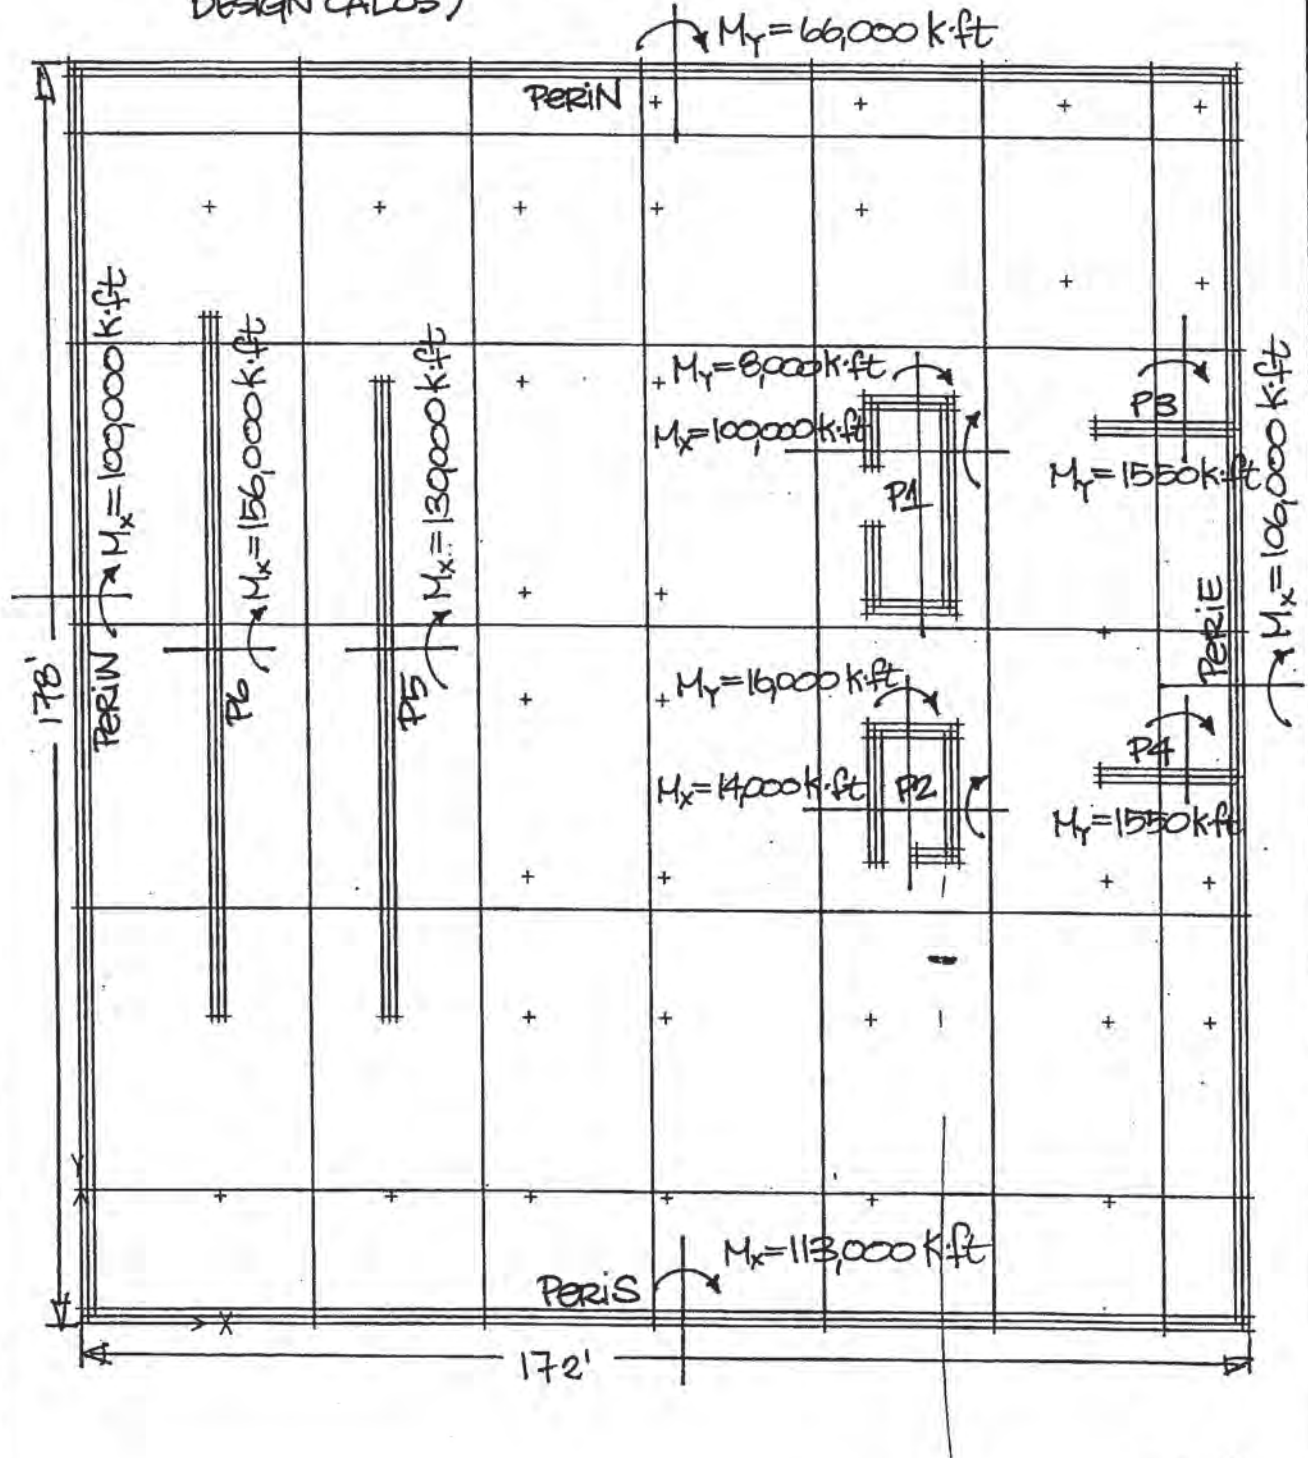 DESIGN CALCS)
My=66,000 k·ft
PERIN
Mx=100,000 k·ft
Mx=156,000 k·ft
Mx=130,000 k·ft
My=8,000 k·ft
Mx=100,000 k·ft
P1
P3
My=1550 k·ft
Mx=106,000 k·ft
178'
PERIW
P6
P5
My=16,000 k·ft
Mx=14,000 k·ft
P2
P4
My=1550 k·ft
PERIE
Y
X
PERIS
Mx=113,000 k·ft
172'